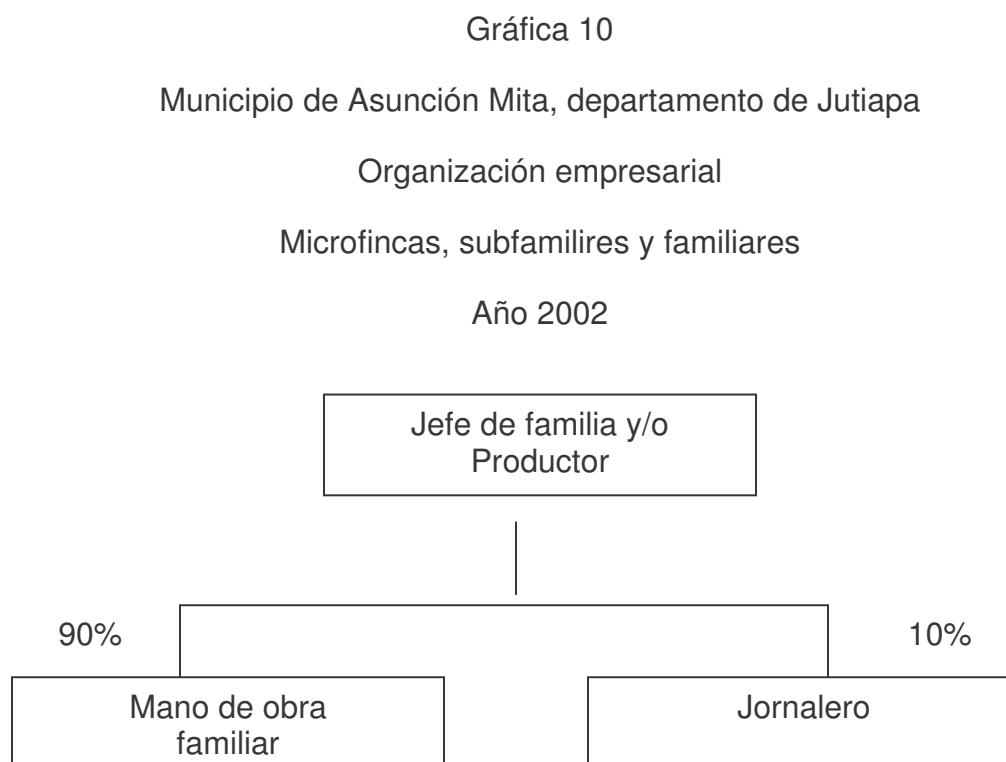 Gráfica 10
Municipio de Asunción Mita, departamento de Jutiapa
Organización empresarial
Microfincas, subfamilires y familiares
Año 2002
Jefe de familia y/o
Productor
90%
10%
Mano de obra
familiar
Jornalero